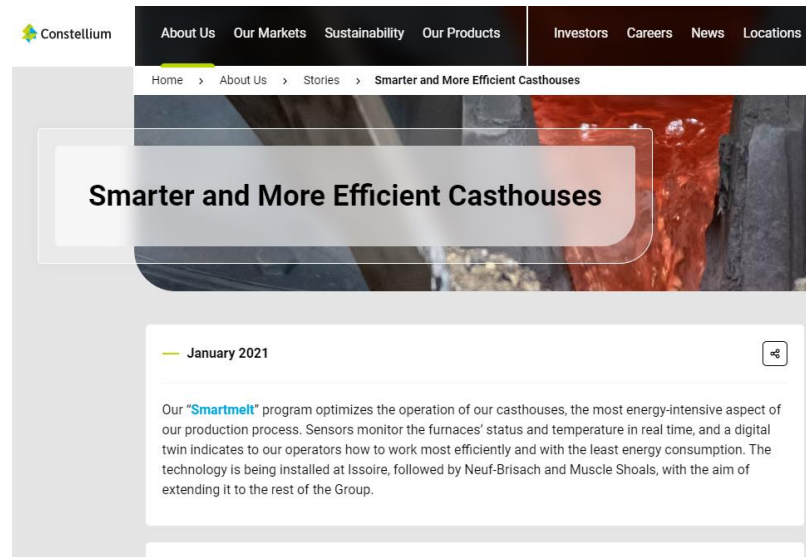 Constellium
About Us Our Markets Sustainability Our Products Investors Careers News Locations
Home > About Us > Stories > Smarter and More Efficient Casthouses
Smarter and More Efficient Casthouses
January 2021
Our “Smartmelt” program optimizes the operation of our casthouses, the most energy-intensive aspect of
our production process. Sensors monitor the furnaces’ status and temperature in real time, and a digital
twin indicates to our operators how to work most efficiently and with the least energy consumption. The
technology is being installed at Issoire, followed by Neuf-Brisach and Muscle Shoals, with the aim of
extending it to the rest of the Group.